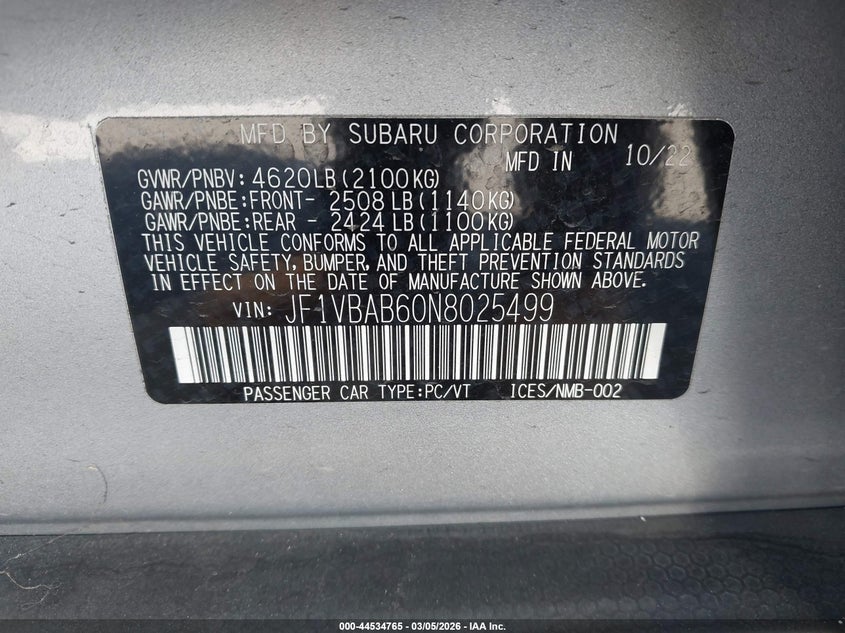 MFD BY SUBARU CORPORATION
MFD IN 10/22
GVWR/PNBV: 4620LB(2100KG)
GAWR/PNBE:FRONT- 2508LB(1140KG)
GAWR/PNBE:REAR - 2424LB(1100KG)
THIS VEHICLE CONFORMS TO ALL APPLICABLE FEDERAL MOTOR
VEHICLE SAFETY, BUMPER, AND THEFT PREVENTION STANDARDS
IN EFFECT ON THE DATE OF MANUFACTURE SHOWN ABOVE.
VIN: JF1VBAB60N8025499
PASSENGER CAR TYPE:PC/VT ICES/NMB-002
000-44534765 - 03/05/2026 - IAA Inc.